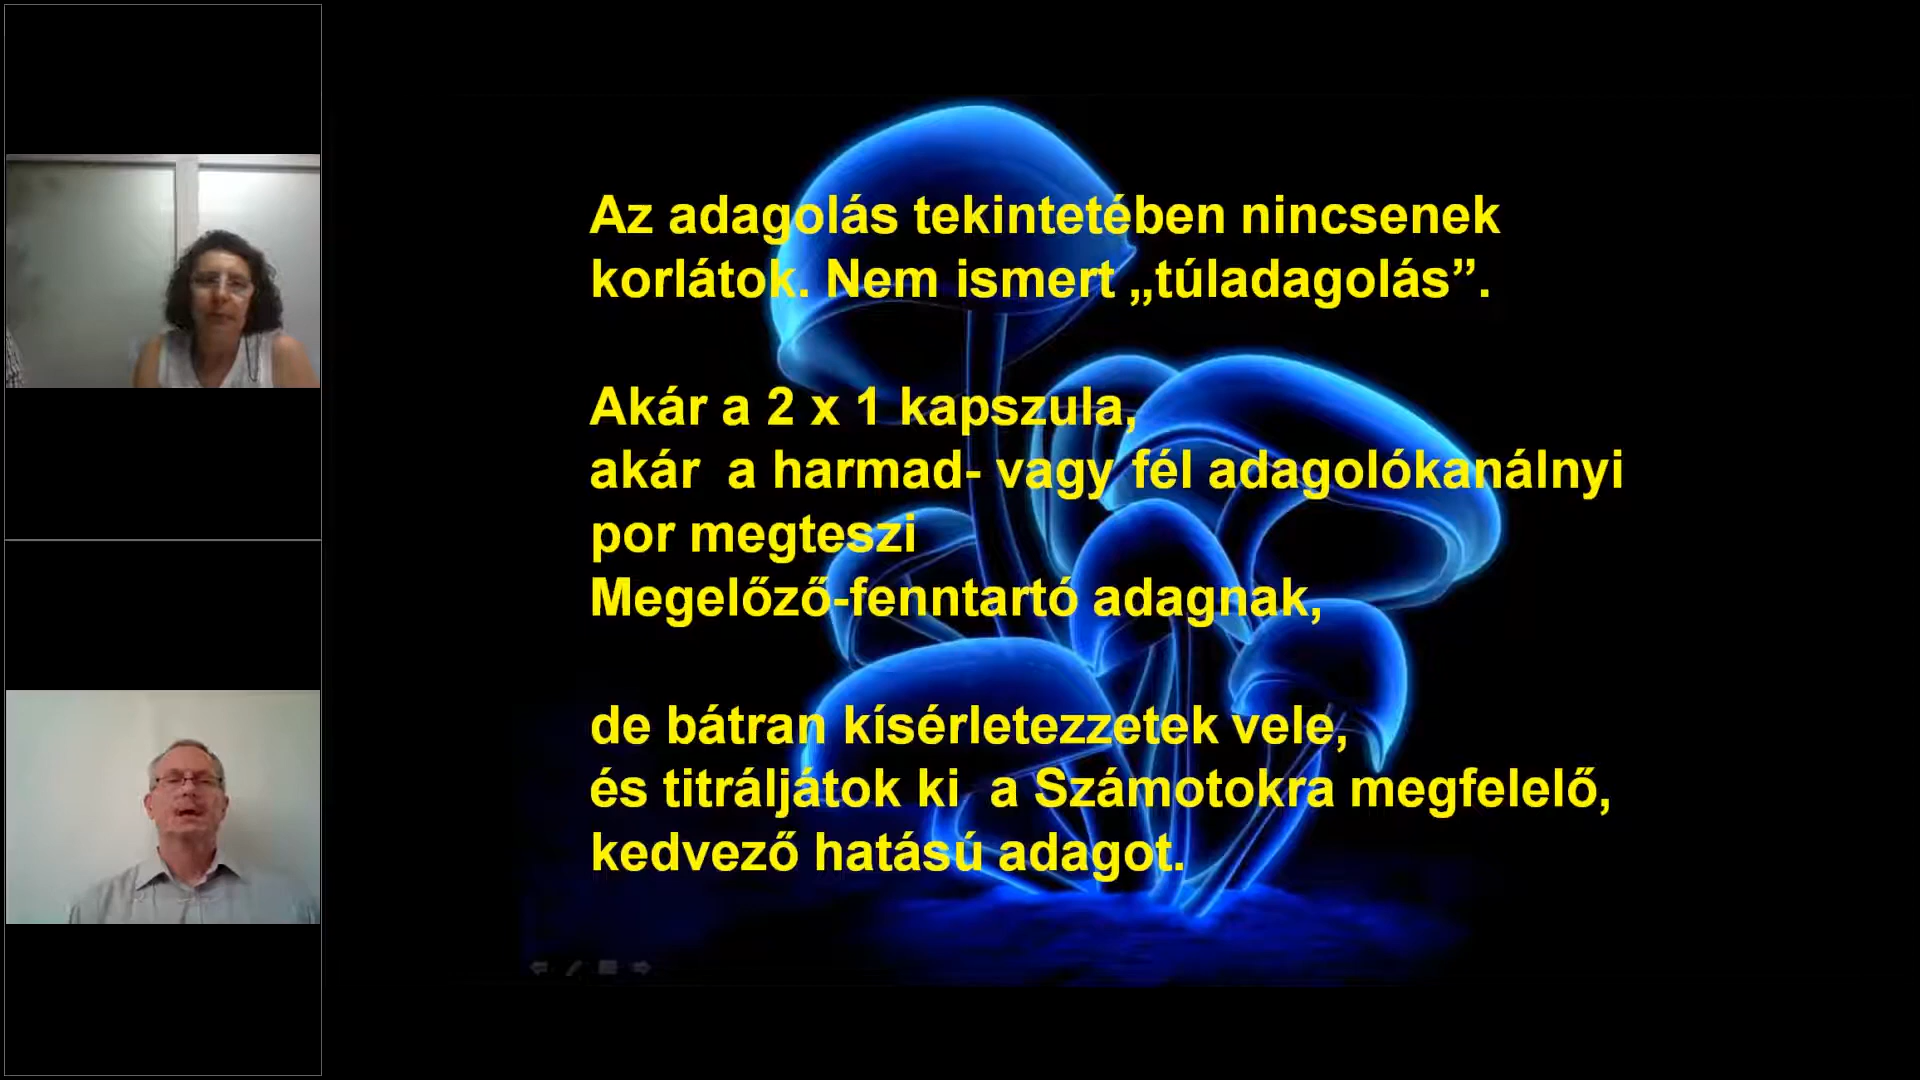 Az adagolás tekintetében nincsenek
korlátok. Nem ismert „túladagolás”.
Akár a 2 x 1 kapszula,
akár a harmad- vagy fél adagolókanálnyi
por megteszi
Megelőző-fenntartó adagnak,
de bátran kísérletezzetek vele,
és titráljátok ki a Számotokra megfelelő,
kedvező hatású adagot.